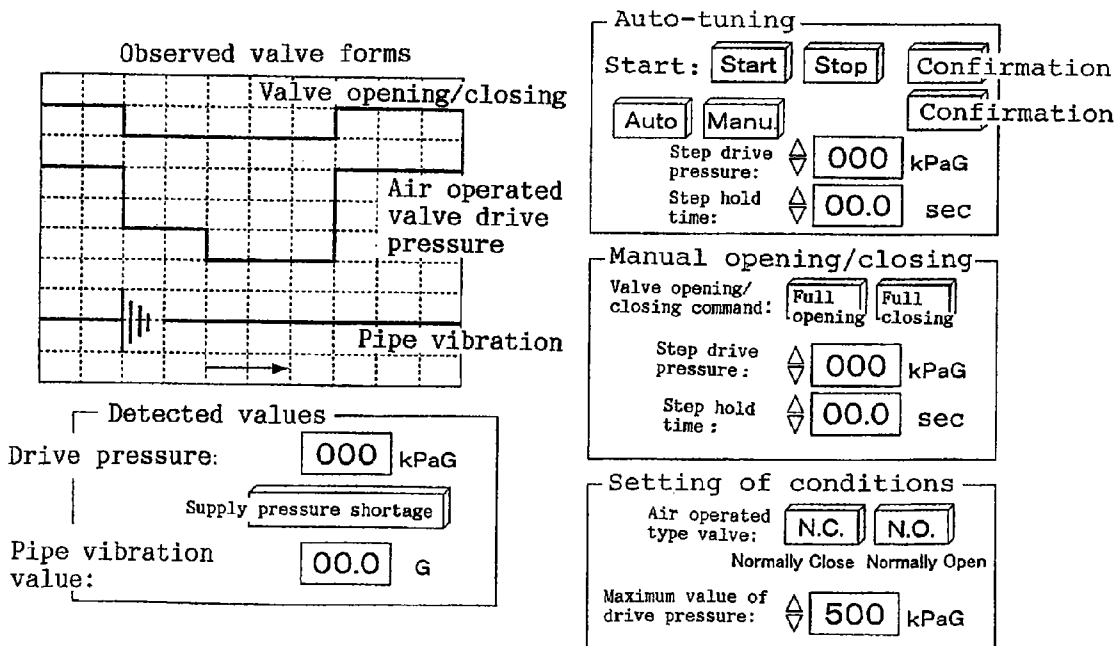 Observed valve forms
Valve opening/closing
Air operated
valve drive
pressure
Pipe vibration
Detected values
Drive pressure: 000 kPaG
Supply pressure shortage
Pipe vibration
value: 00.0 G
Auto-tuning
Start: Start Stop Confirmation
Confirmation
Auto Manu.
Step drive
pressure: 000 kPaG
Step hold
time: 00.0 sec
Manual opening/closing
Valve opening/
closing command: Full
opening Full
closing
Step drive
pressure: 000 kPaG
Step hold
time: 00.0 sec
Setting of conditions
Air operated
type valve: N.C. N.O.
Normally Close Normally Open
Maximum value of
drive pressure: 500 kPaG